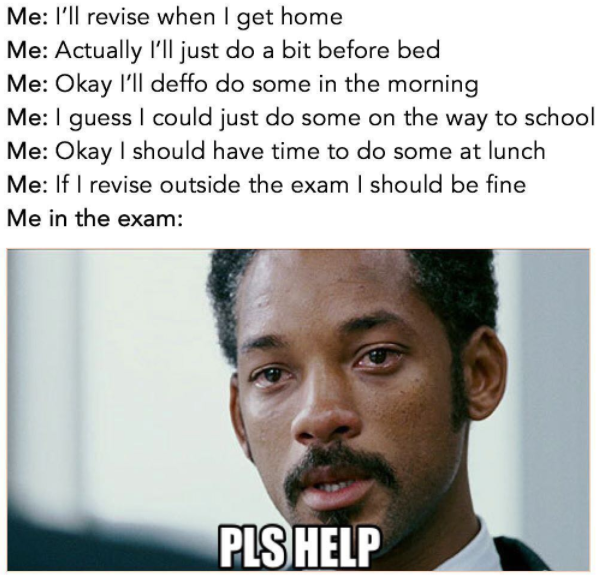 Me: I’ll revise when I get home
Me: Actually I’ll just do a bit before bed
Me: Okay I’ll deffo do some in the morning
Me: I guess I could just do some on the way to school
Me: Okay I should have time to do some at lunch
Me: If I revise outside the exam I should be fine
Me in the exam:
PLS HELP